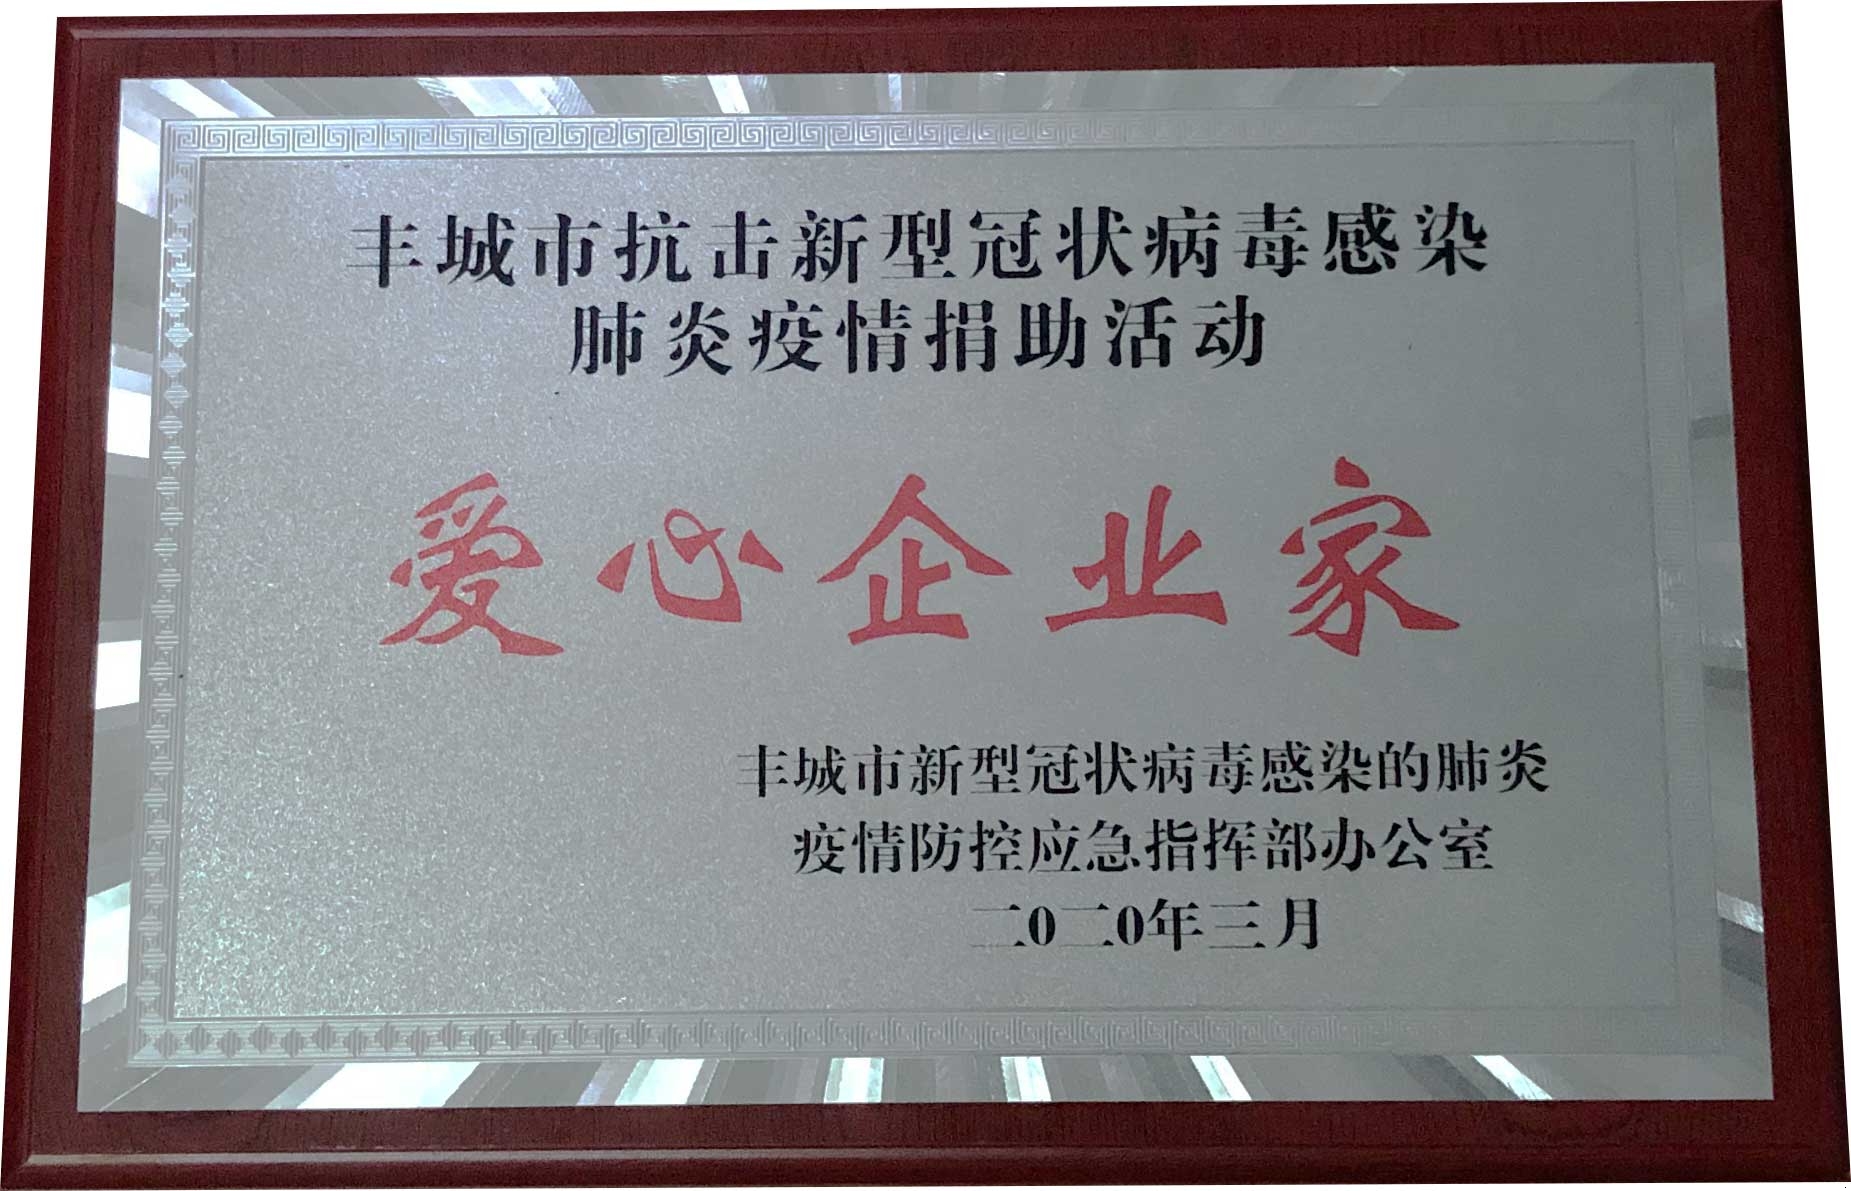 丰城市抗击新型冠状病毒感染
肺炎疫情捐助活动
爱心企业家
丰城市新型冠状病毒感染的肺炎
疫情防控应急指挥部办公室
二0二0年三月